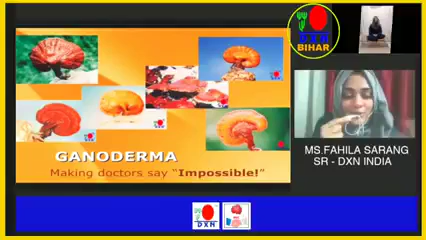 DXN
BIHAR
GANODERMA
Making doctors say "Impossible!"
MS.FAHILA SARANG
SR - DXN INDIA
DXN